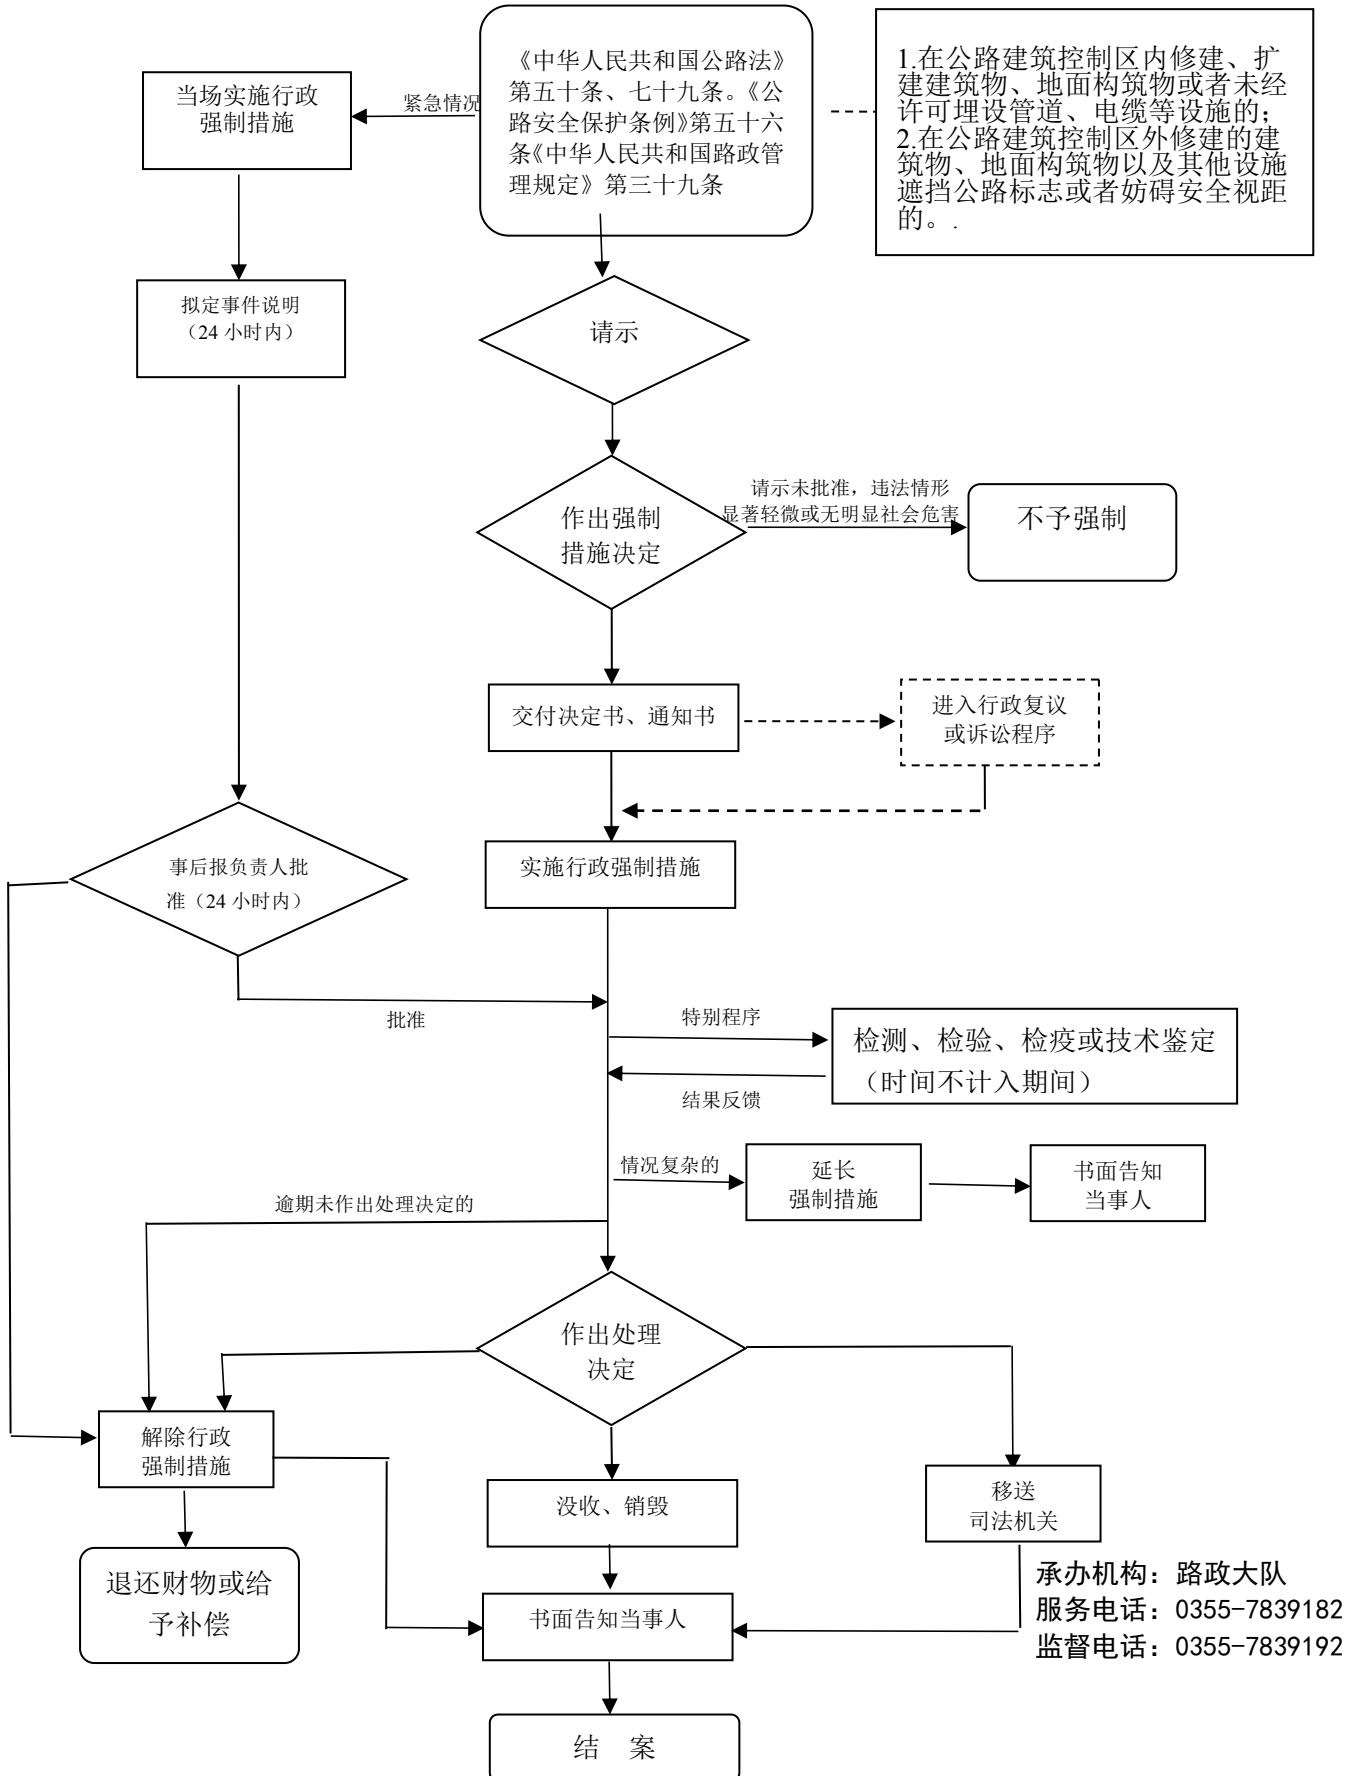 《中华人民共和国公路法》
第五十条、七十九条。《公
路安全保护条例》第五十六
条《中华人民共和国路政管
理规定》第三十九条
1.在公路建筑控制区内修建、扩
建建筑物、地面构筑物或者未经
许可埋设管道、电缆等设施的;
2.在公路建筑控制区外修建的建
筑物、地面构筑物以及其他设施
遮挡公路标志或者妨碍安全视距
的。.
紧急情况
当场实施行政
强制措施
拟定事件说明
（24 小时内）
请示
作出强制
措施决定
请示未批准，违法情形
显著轻微或无明显社会危害
不予强制
交付决定书、通知书
进入行政复议
或诉讼程序
实施行政强制措施
事后报负责人批
准（24 小时内）
批准
特别程序
检测、检验、检疫或技术鉴定
（时间不计入期间）
结果反馈
情况复杂的
延长
强制措施
书面告知
当事人
逾期未作出处理决定的
作出处理
决定
解除行政
强制措施
没收、销毁
移送
司法机关
退还财物或给
予补偿
书面告知当事人
承办机构：路政大队
服务电话：0355-7839182
监督电话：0355-7839192
结　案